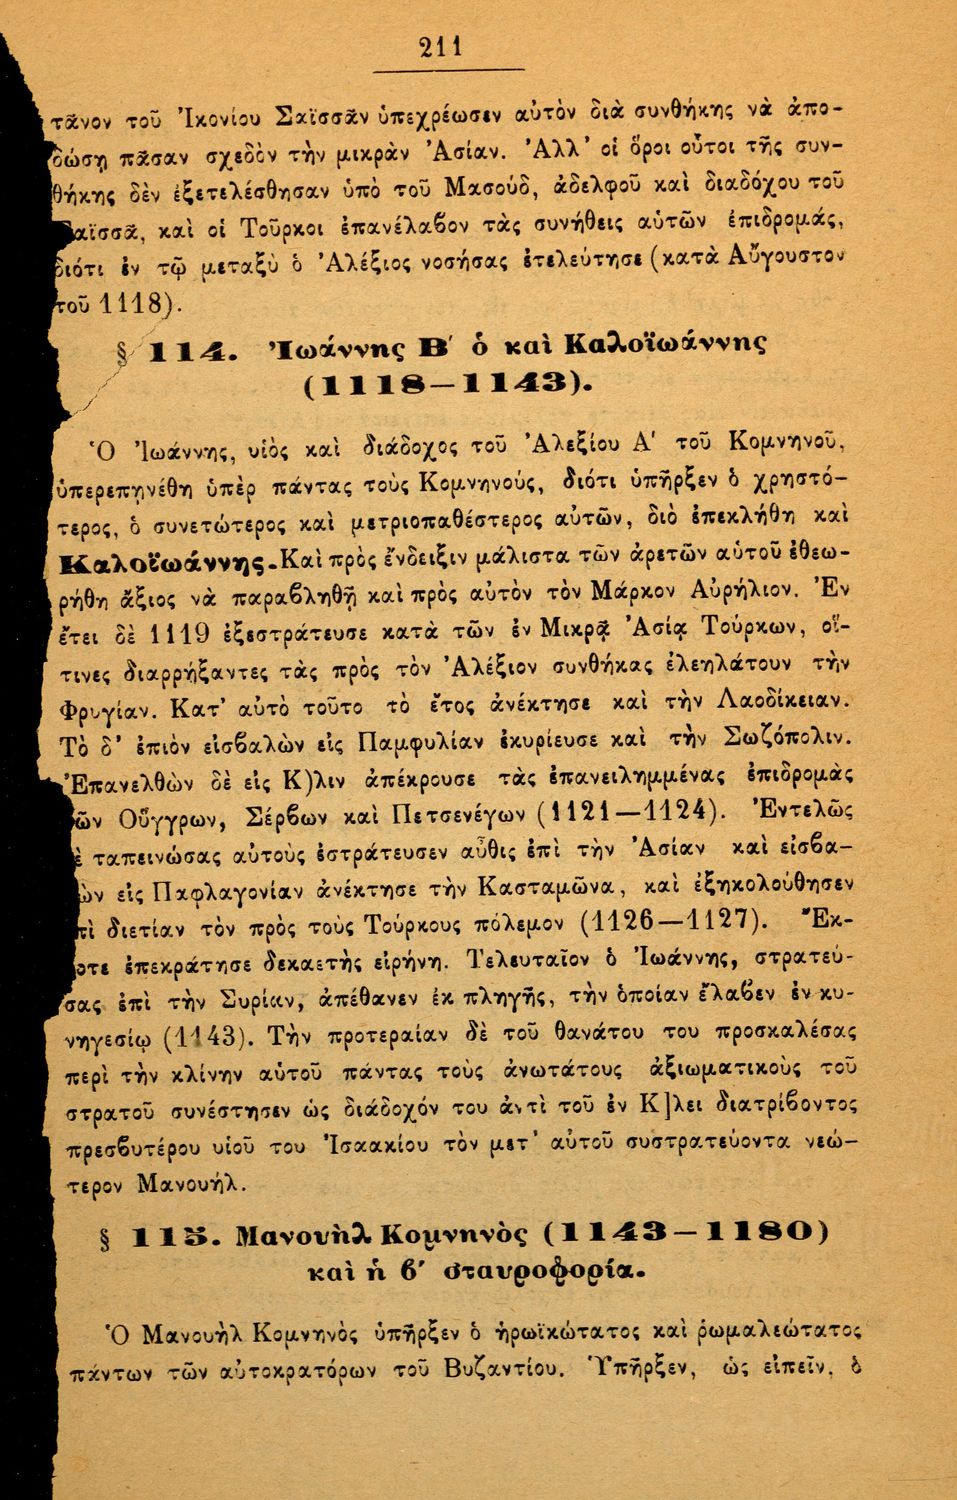 211
τᾶνον τοῦ Ἰκονίου Σαϊσσᾶν ὑπεχρέωσεν αὐτὸν διὰ συνθήκης νὰ ἀπο-
δώσῃ πᾶσαν σχεδὸν τὴν μικρὰν Ἀσίαν. Ἀλλ' οἱ ὅροι οὗτοι τῆς συν-
θήκης δὲν ἐξετελέσθησαν ὑπὸ τοῦ Μασούδ, ἀδελφοῦ καὶ διαδόχου τοῦ
αϊσσᾶ, καὶ οἱ Τοῦρκοι ἐπανέλαβον τὰς συνήθεις αὐτῶν ἐπιδρομάς,
διότι ἐν τῷ μεταξὺ ὁ Ἀλέξιος νοσήσας ἐτελεύτησε (κατὰ Αὔγουστον
τοῦ 1118).
§ 114. Ἰωάννης Β' ὁ καὶ Καλοϊωάννης
(1118—1143).
Ὁ Ἰωάννης, υἱὸς καὶ διάδοχος τοῦ Ἀλεξίου Α' τοῦ Κομνηνοῦ,
ὑπερεπῃνέθη ὑπὲρ πάντας τοὺς Κομνηνούς, διότι ὑπῆρξεν ὁ χρηστό-
τερος, ὁ συνετώτερος καὶ μετριοπαθέστερος αὐτῶν, διὸ ἐπεκλήθη καὶ
Καλοϊωάννης. Καὶ πρὸς ἔνδειξιν μάλιστα τῶν ἀρετῶν αὐτοῦ ἐθεω-
ρήθη ἄξιος νὰ παραβληθῇ καὶ πρὸς αὐτὸν τὸν Μάρκον Αὐρήλιον. Ἐν
ἔτει δὲ 1119 ἐξεστράτευσε κατὰ τῶν ἐν Μικρᾷ Ἀσίᾳ Τούρκων, οἵ-
τινες διαρρήξαντες τὰς πρὸς τὸν Ἀλέξιον συνθήκας ἐλεηλάτουν τὴν
Φρυγίαν. Κατ' αὐτὸ τοῦτο τὸ ἔτος ἀνέκτησε καὶ τὴν Λαοδίκειαν.
Τὸ δ' ἐπιὸν εἰσβαλὼν εἰς Παμφυλίαν ἐκυρίευσε καὶ τὴν Σωζόπολιν.
Ἐπανελθὼν δὲ εἰς Κ)λιν ἀπέκρουσε τὰς ἐπανειλημμένας ἐπιδρομὰς
ῶν Οὔγγρων, Σέρβων καὶ Πετσενέγων (1121—1124). Ἐντελῶς
ὲ ταπεινώσας αὐτοὺς ἐστράτευσεν αὖθις ἐπὶ τὴν Ἀσίαν καὶ εἰσβα-
ὼν εἰς Παφλαγονίαν ἀνέκτησε τὴν Κασταμῶνα, καὶ ἐξηκολούθησεν
πὶ διετίαν τὸν πρὸς τοὺς Τούρκους πόλεμον (1126—1127). Ἔκ-
οτε ἐπεκράτησε δεκαετὴς εἰρήνη. Τελευταῖον ὁ Ἰωάννης, στρατεύ-
σας ἐπὶ τὴν Συρίαν, ἀπέθανεν ἐκ πληγῆς, τὴν ὁποίαν ἔλαβεν ἐν κυ-
νηγεσίῳ (1143). Τὴν προτεραίαν δὲ τοῦ θανάτου του προσκαλέσας
περὶ τὴν κλίνην αὐτοῦ πάντας τοὺς ἀνωτάτους ἀξιωματικοὺς τοῦ
στρατοῦ συνέστησεν ὡς διάδοχόν του ἀντὶ τοῦ ἐν Κ]λει διατρίβοντος
πρεσβυτέρου υἱοῦ του Ἰσαακίου τὸν μετ' αὐτοῦ συστρατεύοντα νεώ-
τερον Μανουήλ.
§ 115. Μανουὴλ Κομνηνὸς (1143—1180)
καὶ ἡ β' σταυροφορία.
Ὁ Μανουὴλ Κομνηνὸς ὑπῆρξεν ὁ ἡρωϊκώτατος καὶ ῥωμαλεώτατος
πάντων τῶν αὐτοκρατόρων τοῦ Βυζαντίου. Ὑπῆρξεν, ὡς εἰπεῖν, ὁ